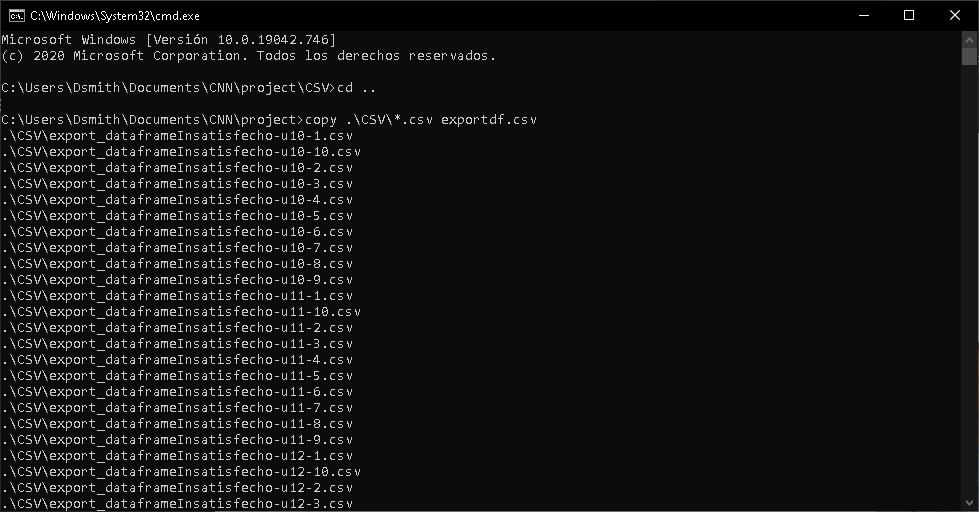 C:\Windows\System32\cmd.exe
Microsoft Windows [Versión 10.0.19042.746]
(c) 2020 Microsoft Corporation. Todos los derechos reservados.
C:\Users\Dsmith\Documents\CNN\project\CSV>cd ..
C:\Users\Dsmith\Documents\CNN\project>copy .\CSV\*.csv exportdf.csv
.\CSV\export_dataframeInsatisfecho-u10-1.csv
.\CSV\export_dataframeInsatisfecho-u10-10.csv
.\CSV\export_dataframeInsatisfecho-u10-2.csv
.\CSV\export_dataframeInsatisfecho-u10-3.csv
.\CSV\export_dataframeInsatisfecho-u10-4.csv
.\CSV\export_dataframeInsatisfecho-u10-5.csv
.\CSV\export_dataframeInsatisfecho-u10-6.csv
.\CSV\export_dataframeInsatisfecho-u10-7.csv
.\CSV\export_dataframeInsatisfecho-u10-8.csv
.\CSV\export_dataframeInsatisfecho-u10-9.csv
.\CSV\export_dataframeInsatisfecho-u11-1.csv
.\CSV\export_dataframeInsatisfecho-u11-10.csv
.\CSV\export_dataframeInsatisfecho-u11-2.csv
.\CSV\export_dataframeInsatisfecho-u11-3.csv
.\CSV\export_dataframeInsatisfecho-u11-4.csv
.\CSV\export_dataframeInsatisfecho-u11-5.csv
.\CSV\export_dataframeInsatisfecho-u11-6.csv
.\CSV\export_dataframeInsatisfecho-u11-7.csv
.\CSV\export_dataframeInsatisfecho-u11-8.csv
.\CSV\export_dataframeInsatisfecho-u11-9.csv
.\CSV\export_dataframeInsatisfecho-u12-1.csv
.\CSV\export_dataframeInsatisfecho-u12-10.csv
.\CSV\export_dataframeInsatisfecho-u12-2.csv
.\CSV\export_dataframeInsatisfecho-u12-3.csv